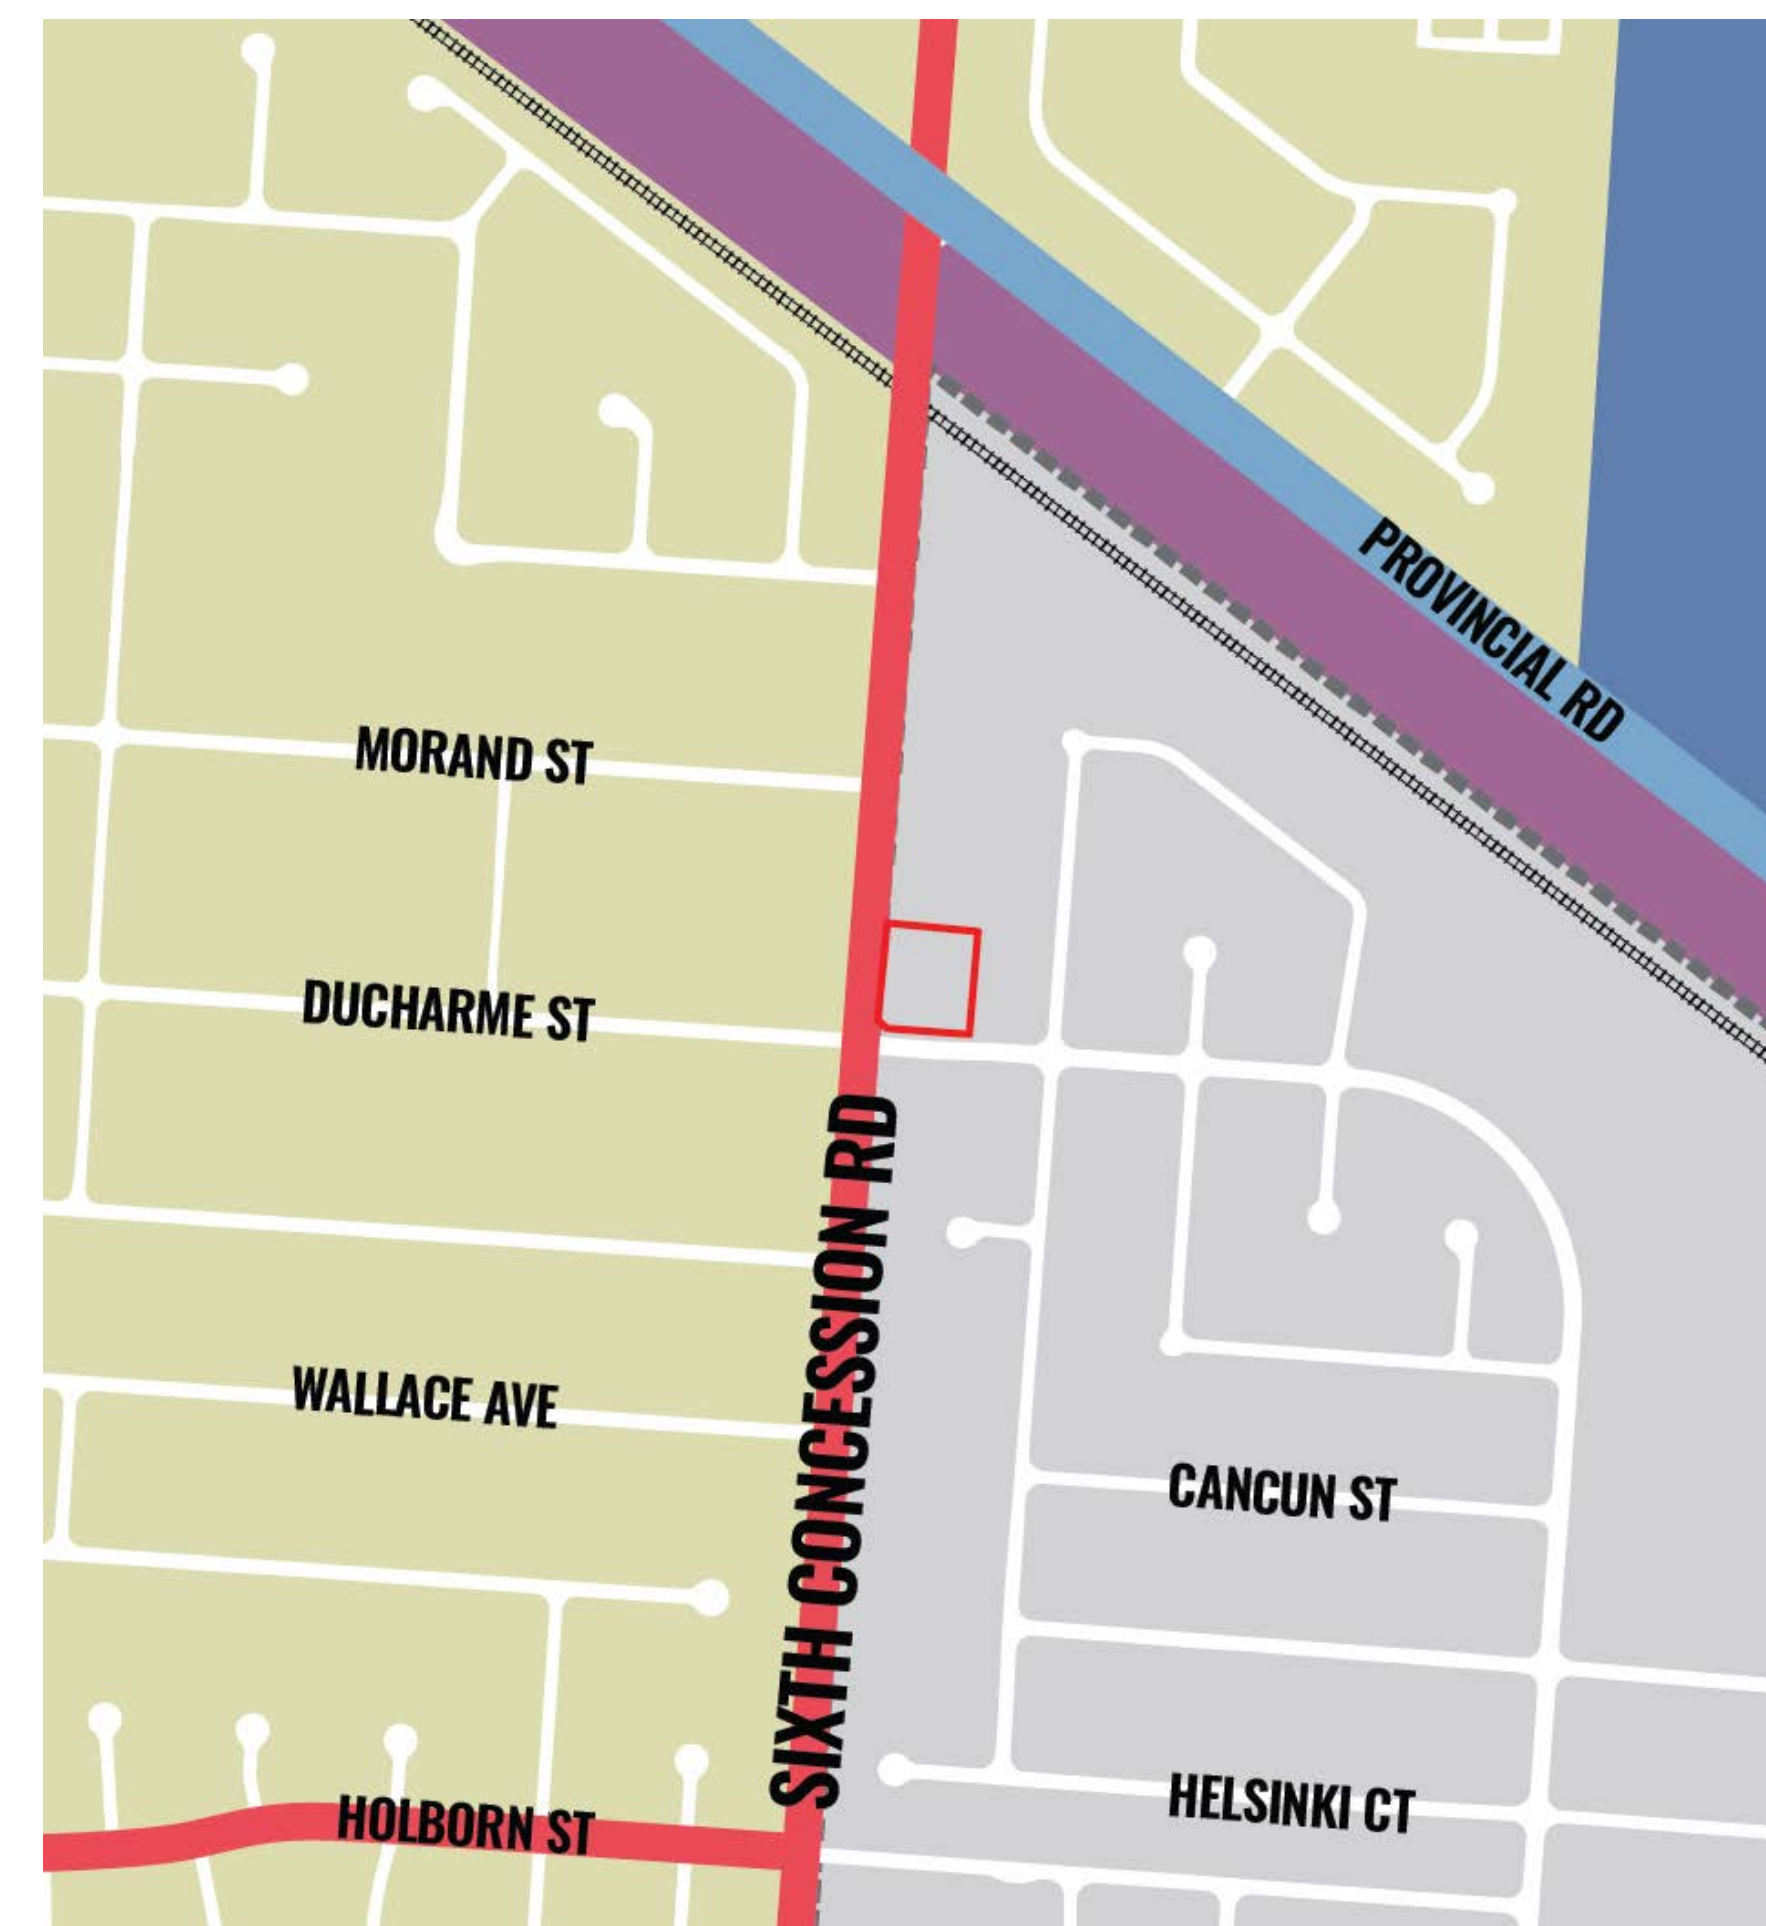 PROVINCIAL RD
MORAND ST
DUCHARME ST
SIXTH CONCESSION RD
WALLACE AVE
CANCUN ST
HELSINKI CT
HOLBORN ST